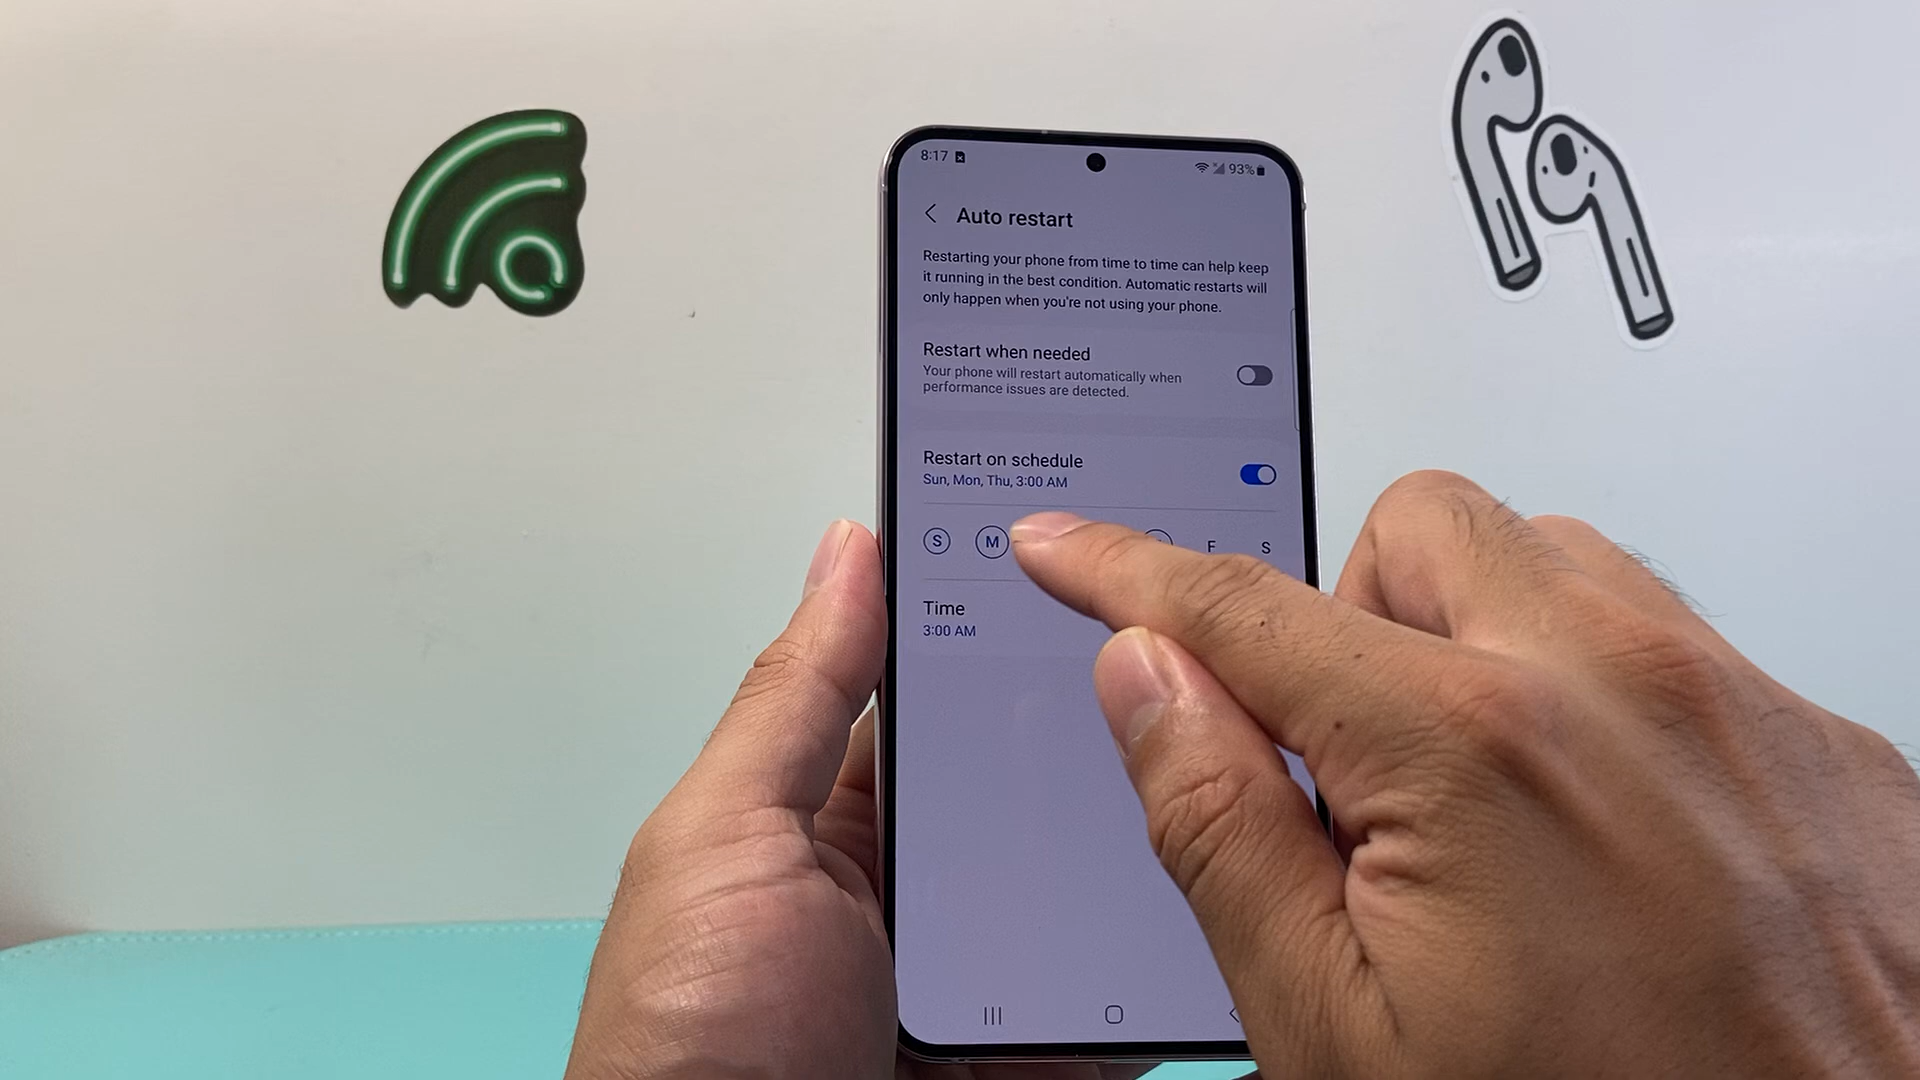 8:17
93%
Auto restart
Restarting your phone from time to time can help keep
it running in the best condition. Automatic restarts will
only happen when you're not using your phone.
Restart when needed
Your phone will restart automatically when
performance issues are detected.
Restart on schedule
Sun, Mon, Thu, 3:00 AM
S M F S
Time
3:00 AM